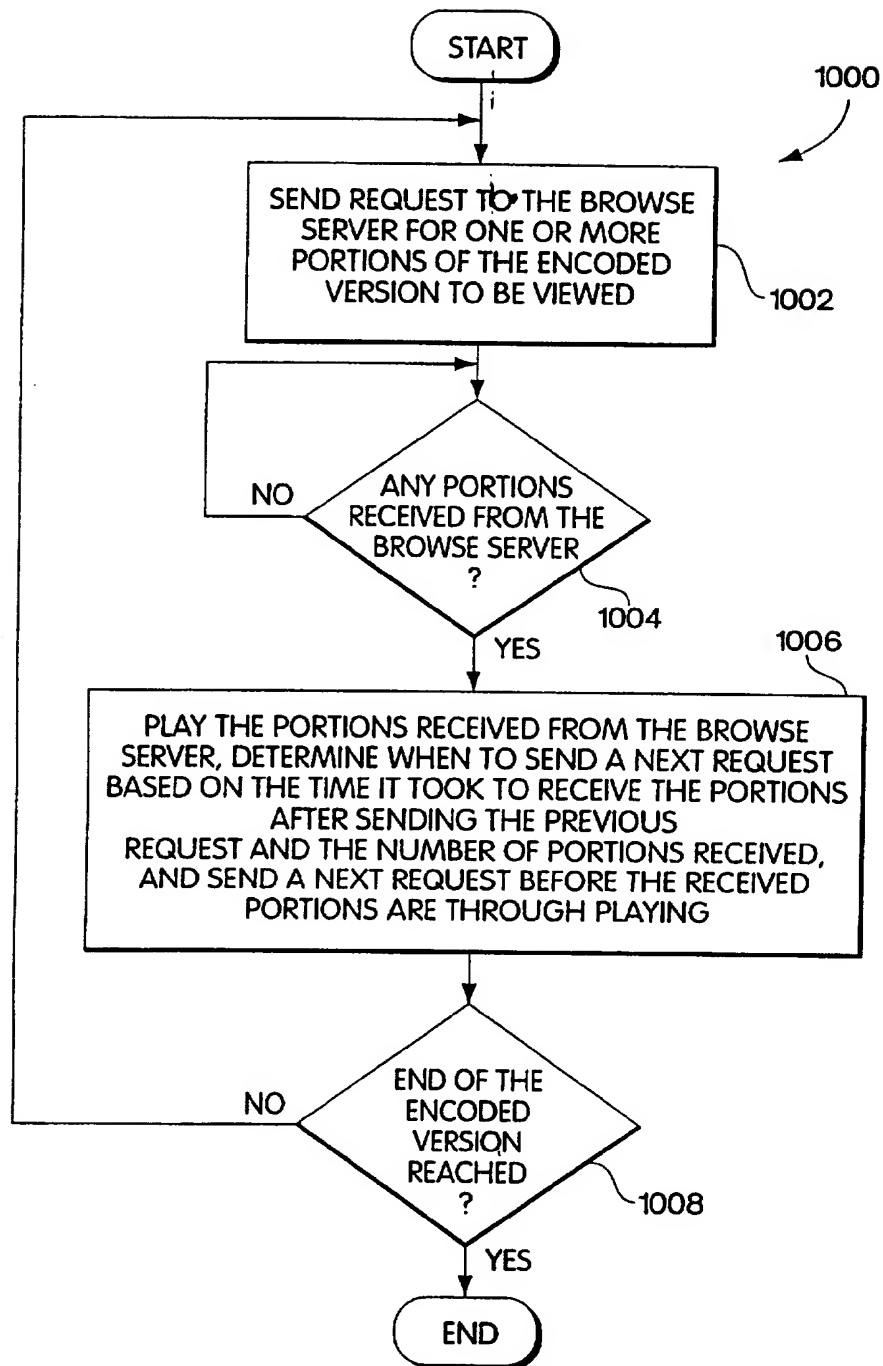 START
1000
SEND REQUEST TO THE BROWSE
SERVER FOR ONE OR MORE
PORTIONS OF THE ENCODED
VERSION TO BE VIEWED
1002
NO
ANY PORTIONS
RECEIVED FROM THE
BROWSE SERVER
?
1004
YES
1006
PLAY THE PORTIONS RECEIVED FROM THE BROWSE
SERVER, DETERMINE WHEN TO SEND A NEXT REQUEST
BASED ON THE TIME IT TOOK TO RECEIVE THE PORTIONS
AFTER SENDING THE PREVIOUS
REQUEST AND THE NUMBER OF PORTIONS RECEIVED,
AND SEND A NEXT REQUEST BEFORE THE RECEIVED
PORTIONS ARE THROUGH PLAYING
NO
END OF THE
ENCODED
VERSION
REACHED
?
1008
YES
END